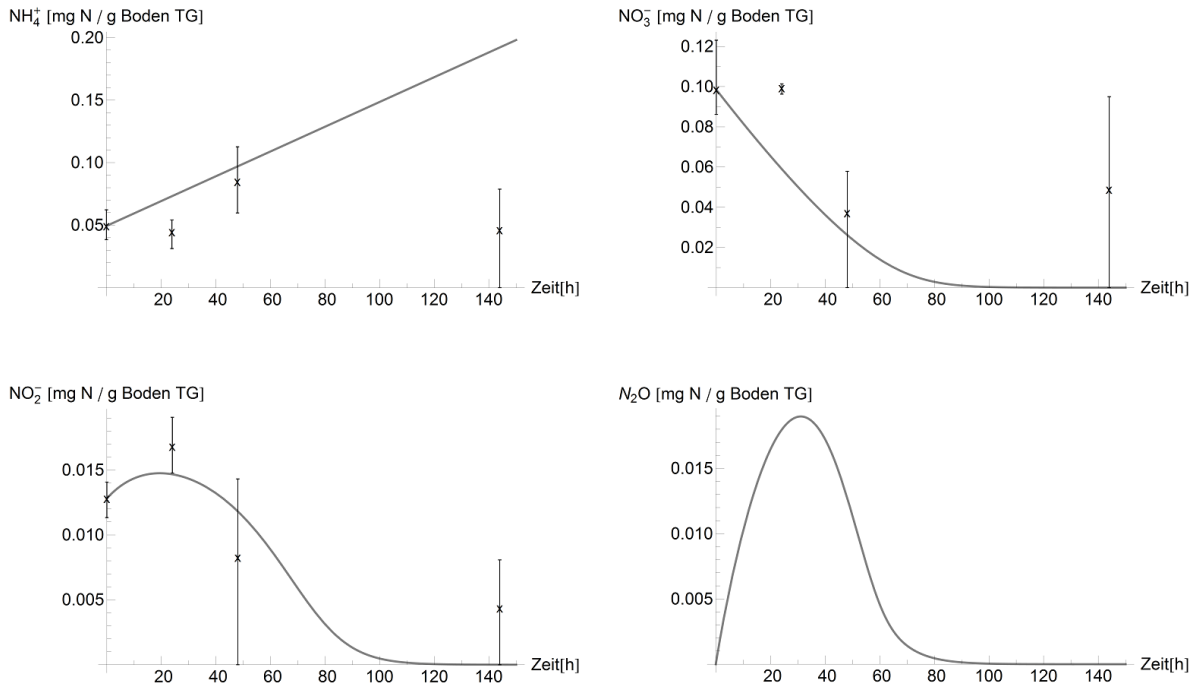 NH₄⁺ [mg N / g Boden TG]
0.20
0.15
0.10
0.05
20 40 60 80 100 120 140
Zeit[h]
NO₃⁻ [mg N / g Boden TG]
0.12
0.10
0.08
0.06
0.04
0.02
20 40 60 80 100 120 140
Zeit[h]
NO₂⁻ [mg N / g Boden TG]
0.015
0.010
0.005
20 40 60 80 100 120 140
Zeit[h]
N₂O [mg N / g Boden TG]
0.015
0.010
0.005
20 40 60 80 100 120 140
Zeit[h]